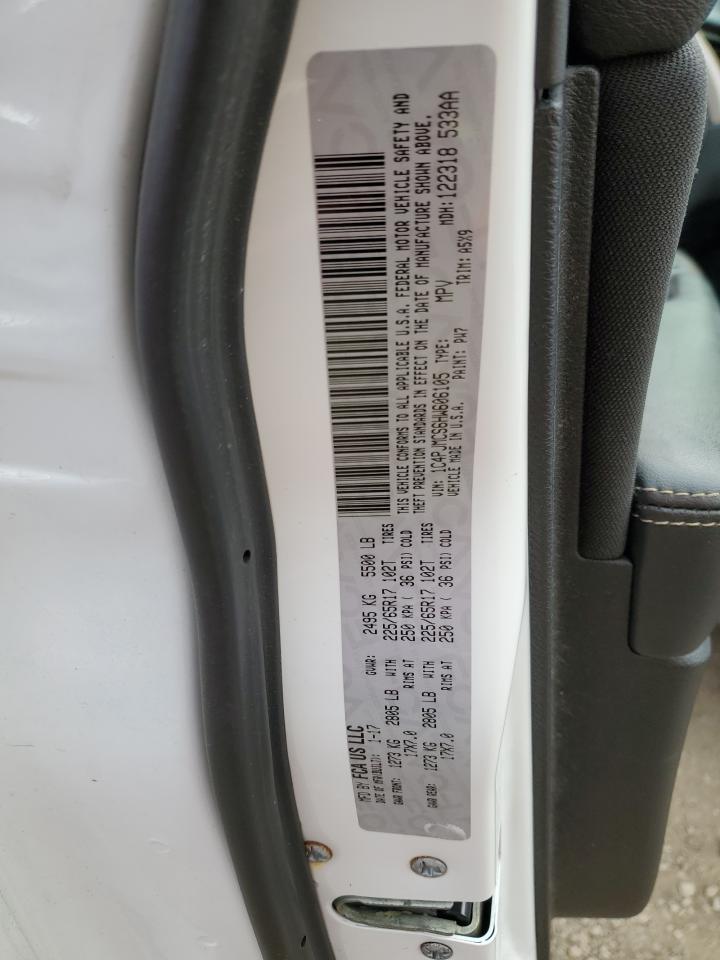 MFD BY FCA US LLC
DATE OF MFR(BUILT): 1-17
GVWR: 2495 KG 5500 LB
GAWR FRONT: 1273 KG 2805 LB WITH 225/65R17 102T TIRES
17X7.0 RIMS AT 250 KPA ( 36 PSI) COLD
GAWR REAR: 1273 KG 2805 LB WITH 225/65R17 102T TIRES
17X7.0 RIMS AT 250 KPA ( 36 PSI) COLD
THIS VEHICLE CONFORMS TO ALL APPLICABLE U.S.A. FEDERAL MOTOR VEHICLE SAFETY AND
THEFT PREVENTION STANDARDS IN EFFECT ON THE DATE OF MANUFACTURE SHOWN ABOVE.
VIN: 1C4PJMCS6HW606105 TYPE: MPV MDH:122318 533AA
VEHICLE MADE IN U.S.A. PAINT: PW7 TRIM: A5X9